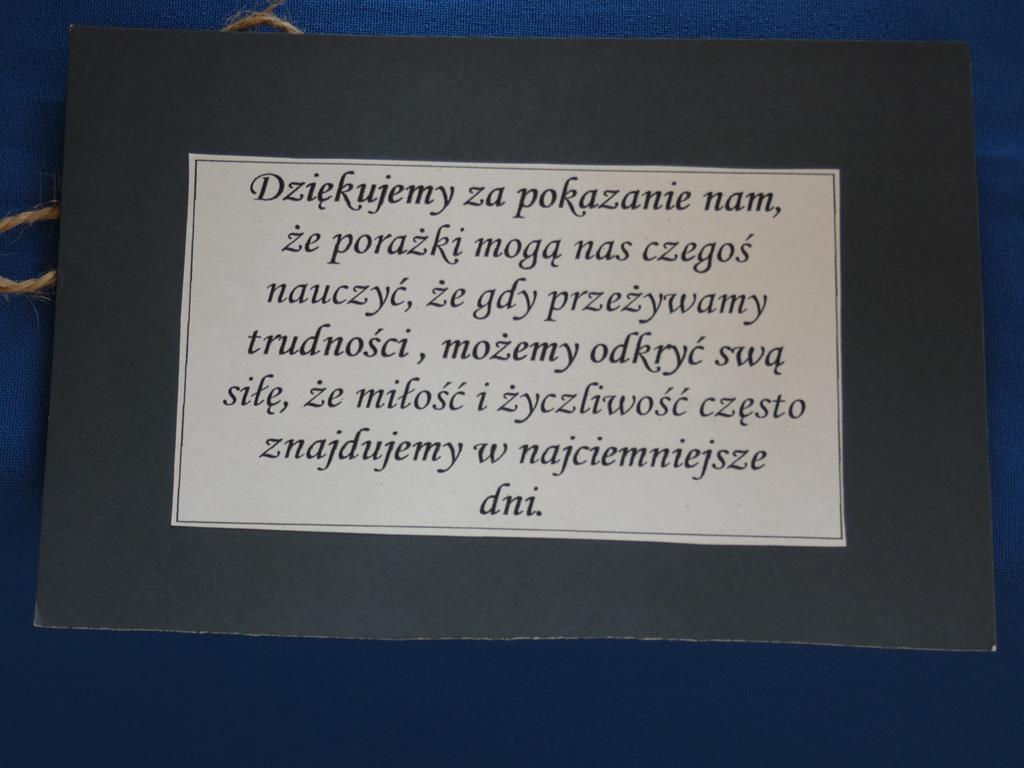 Dziękujemy za pokazanie nam,
że porażki mogą nas czegoś
nauczyć, że gdy przeżywamy
trudności , możemy odkryć swą
siłę, że miłość i życzliwość często
znajdujemy w najciemniejsze
dni.